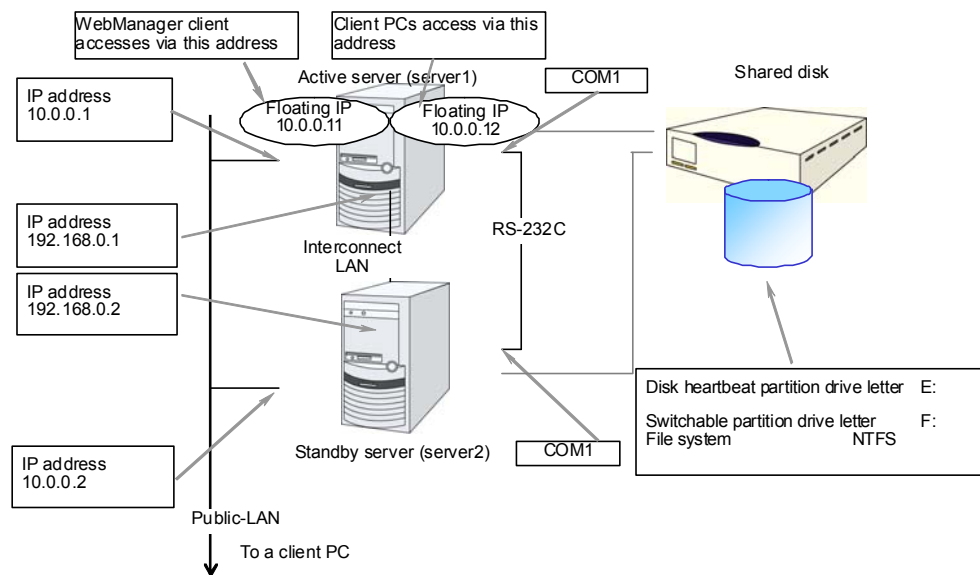 WebManager client
accesses via this address
Client PCs access via this
address
Active server (server1)
COM1
Shared disk
IP address
10.0.0.1
Floating IP
10.0.0.11
Floating IP
10.0.0.12
IP address
192.168.0.1
Interconnect
LAN
RS-232C
IP address
192.168.0.2
Disk heartbeat partition drive letter E:
Switchable partition drive letter F:
File system NTFS
Standby server (server2)
COM1
IP address
10.0.0.2
Public-LAN
To a client PC